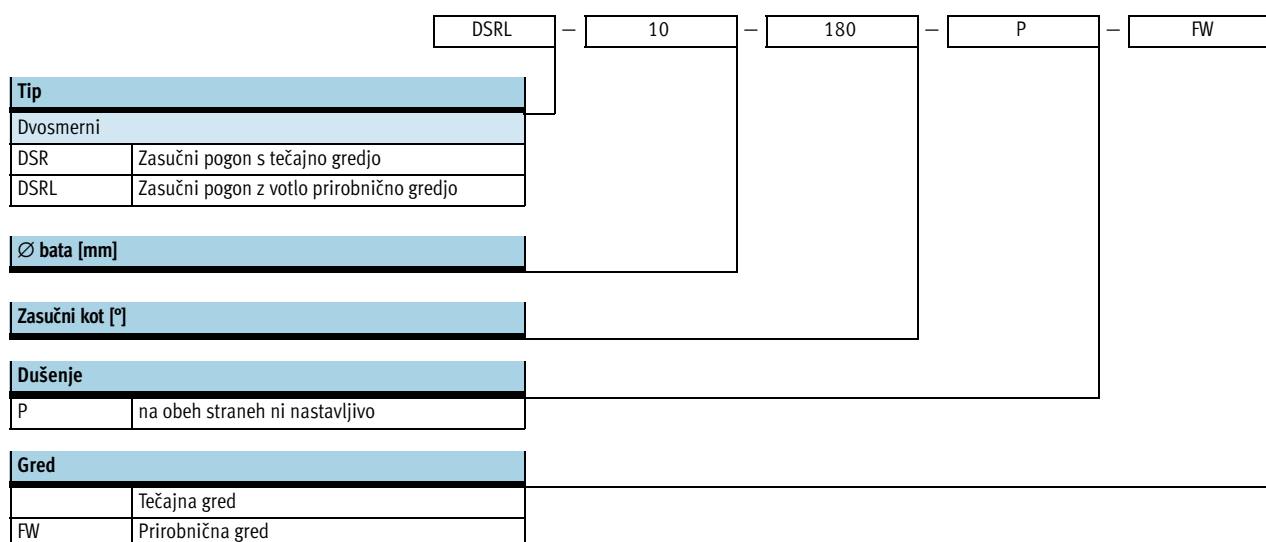 DSRL – 10 – 180 – P – FW
Tip
Dvosmerni
DSR Zasučni pogon s tečajno gredjo
DSRL Zasučni pogon z votlo prirobnično gredjo
∅ bata [mm]
Zasučni kot [°]
Dušenje
P na obeh straneh ni nastavljivo
Gred
Tečajna gred
FW Prirobnična gred